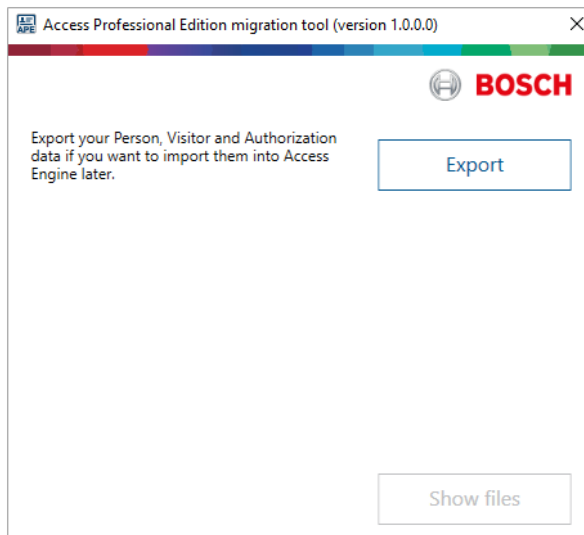 APE
Access Professional Edition migration tool (version 1.0.0.0)
BOSCH
Export your Person, Visitor and Authorization
data if you want to import them into Access
Engine later.
Export
Show files